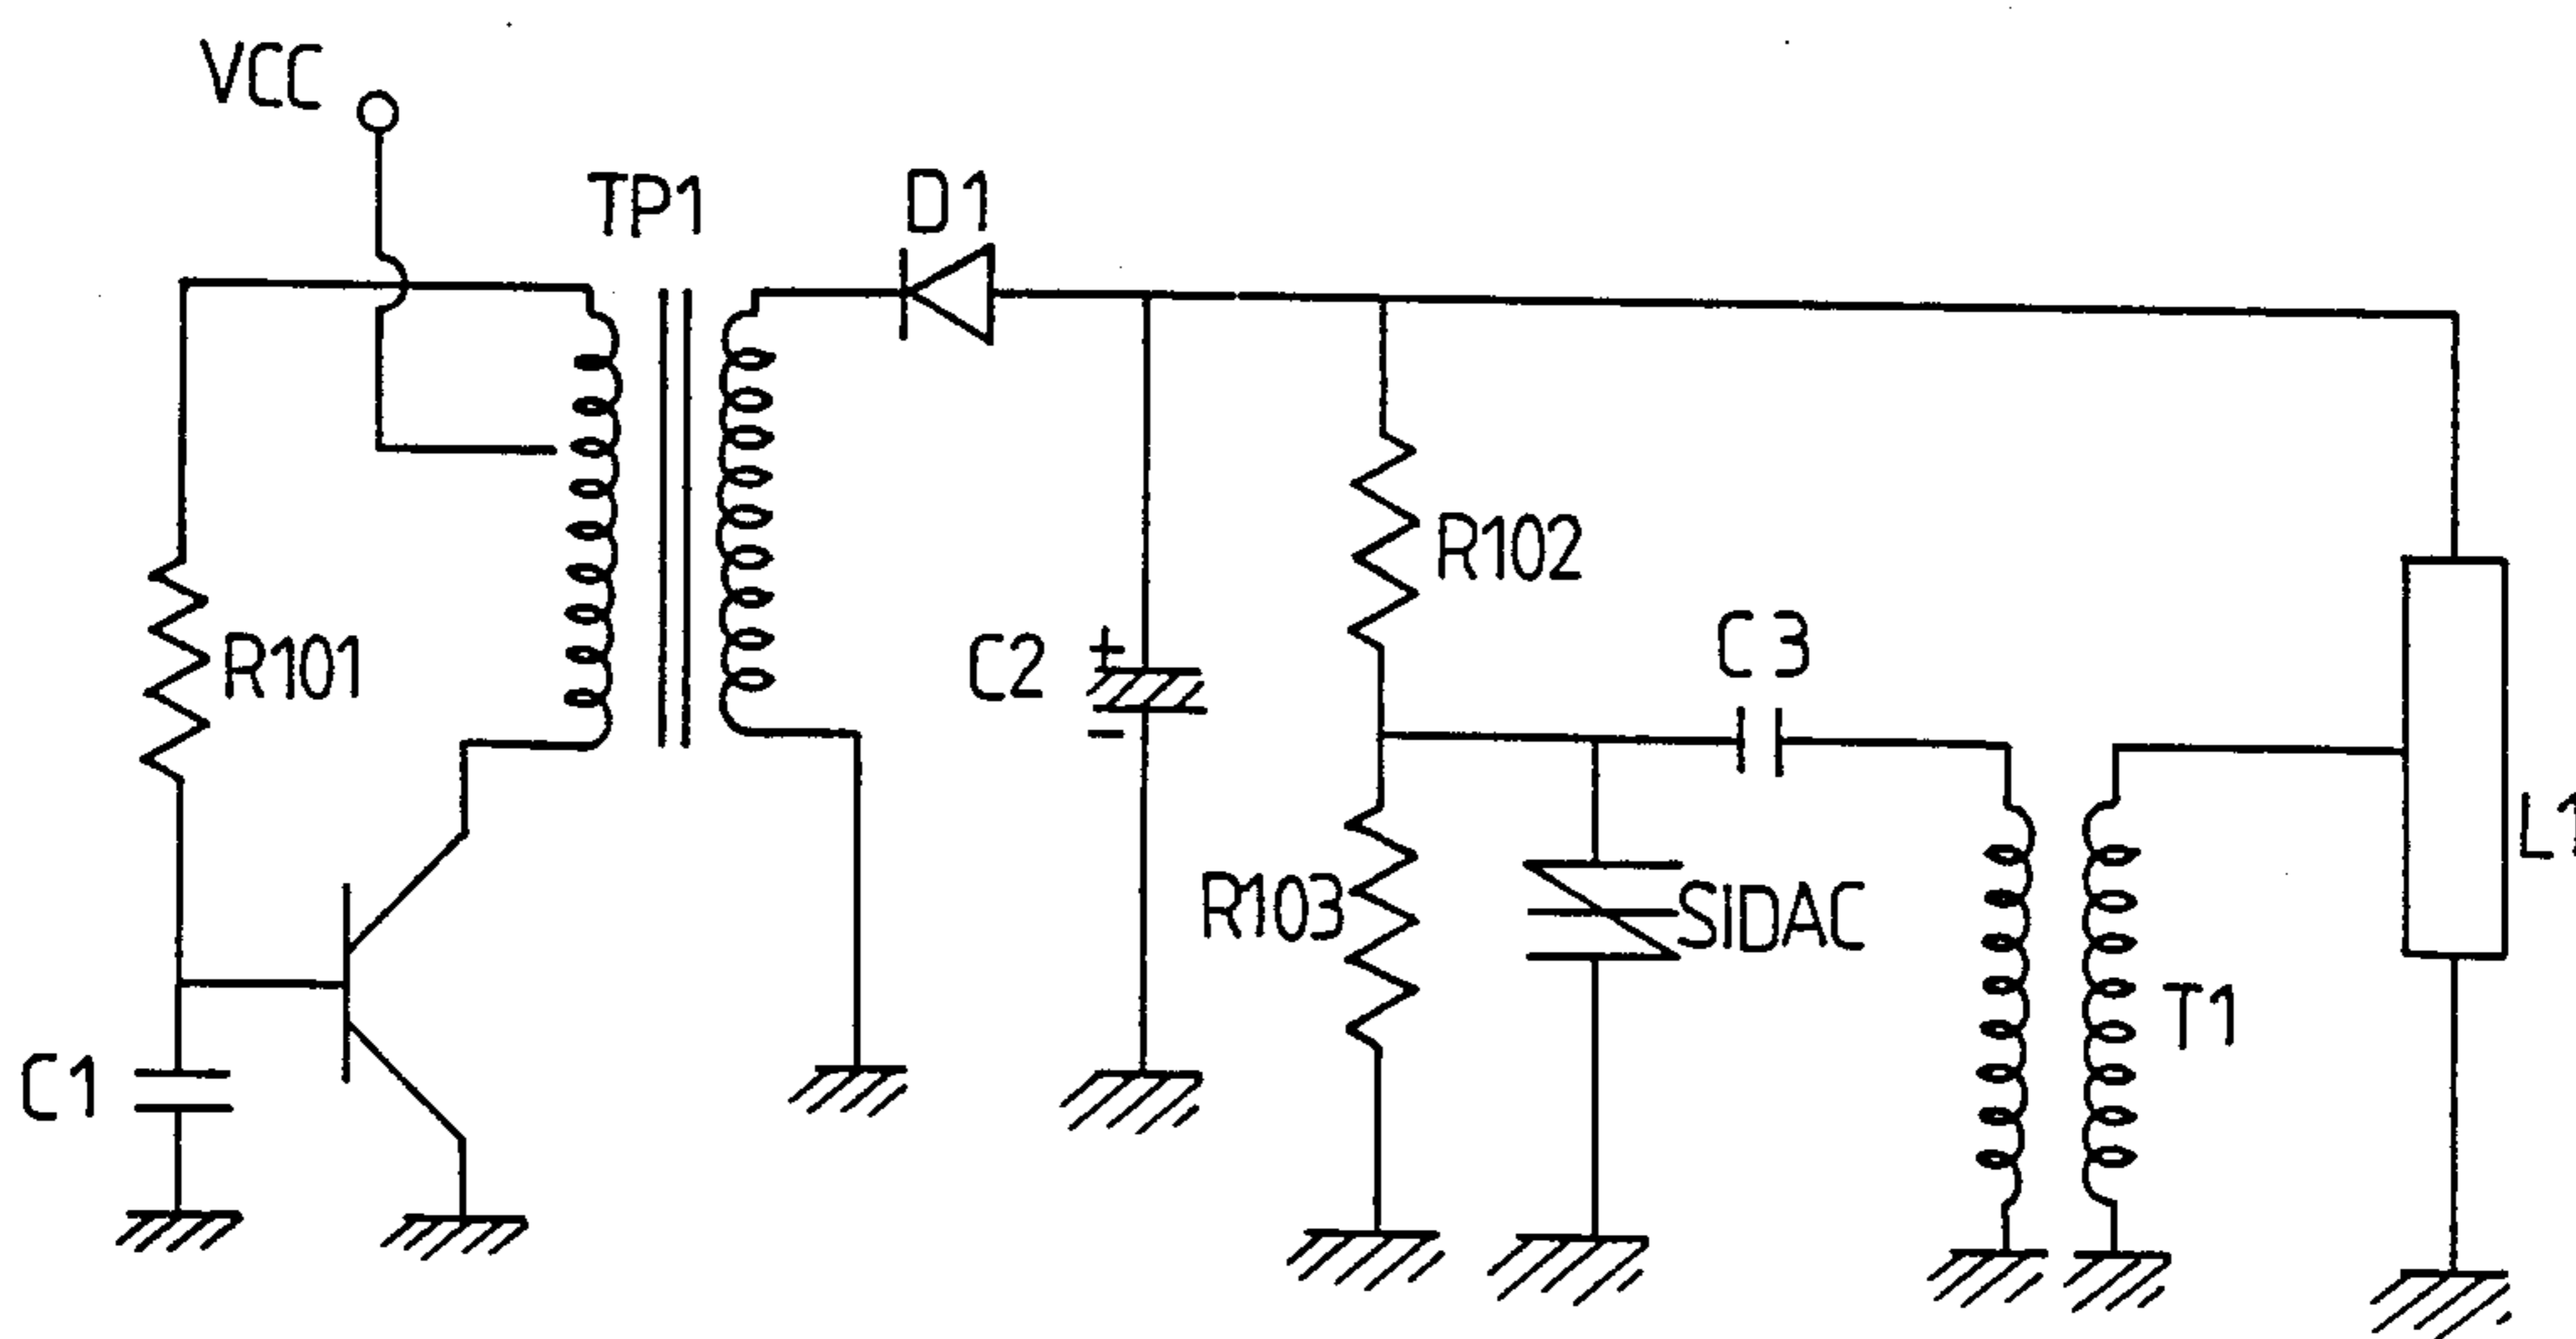 VCC
TP1
D1
R101
C2
+
-
R102
C3
R103
SIDAC
L1
T1
C1